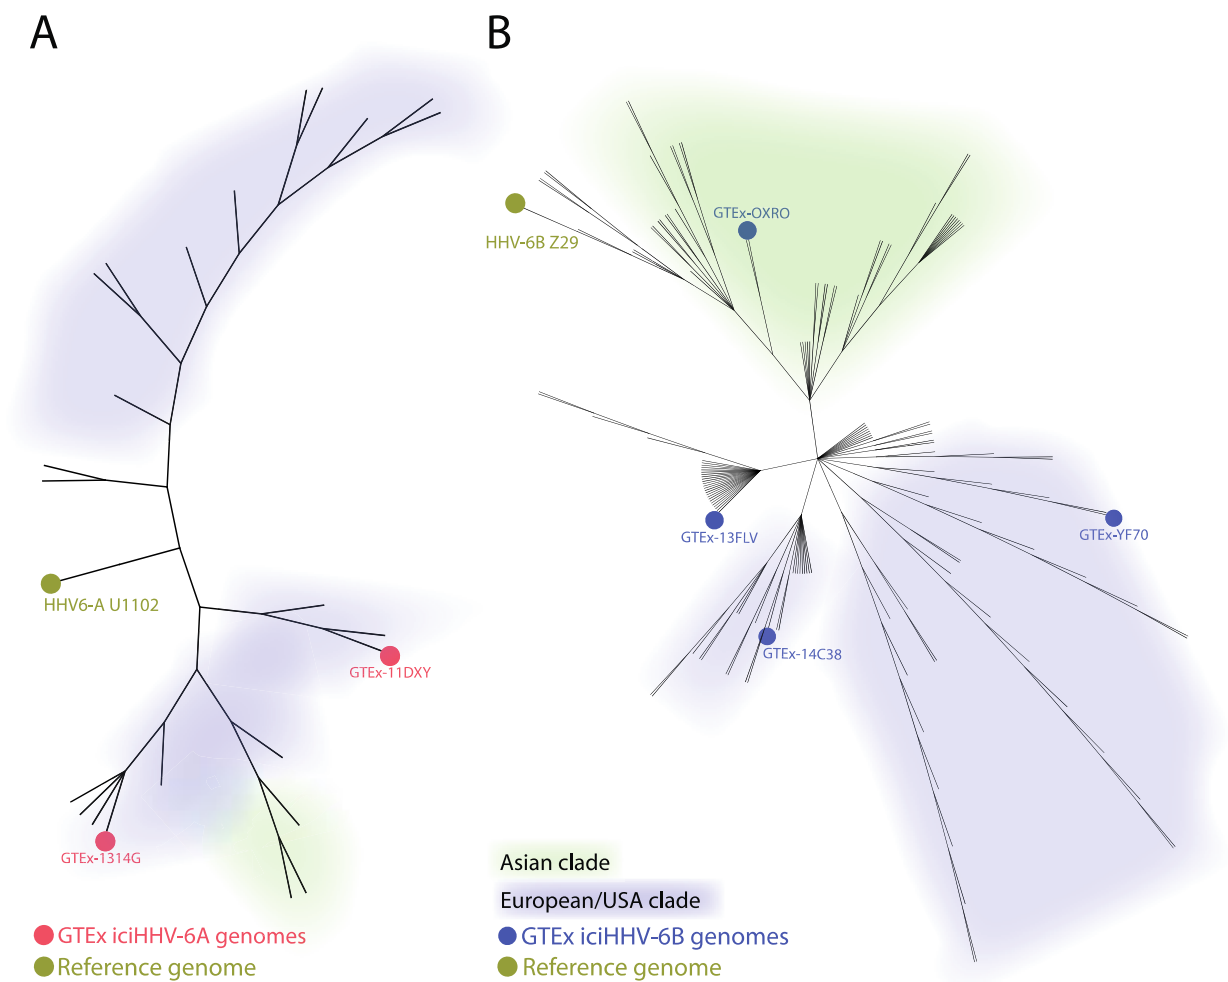 A
B
GTEx-OXRO
HHV-6B Z29
GTEx-13FLV
GTEx-YF70
HHV6-A U1102
GTEx-14C38
GTEx-11DXY
GTEx-1314G
Asian clade
European/USA clade
GTEx iciHHV-6A genomes
Reference genome
GTEx iciHHV-6B genomes
Reference genome